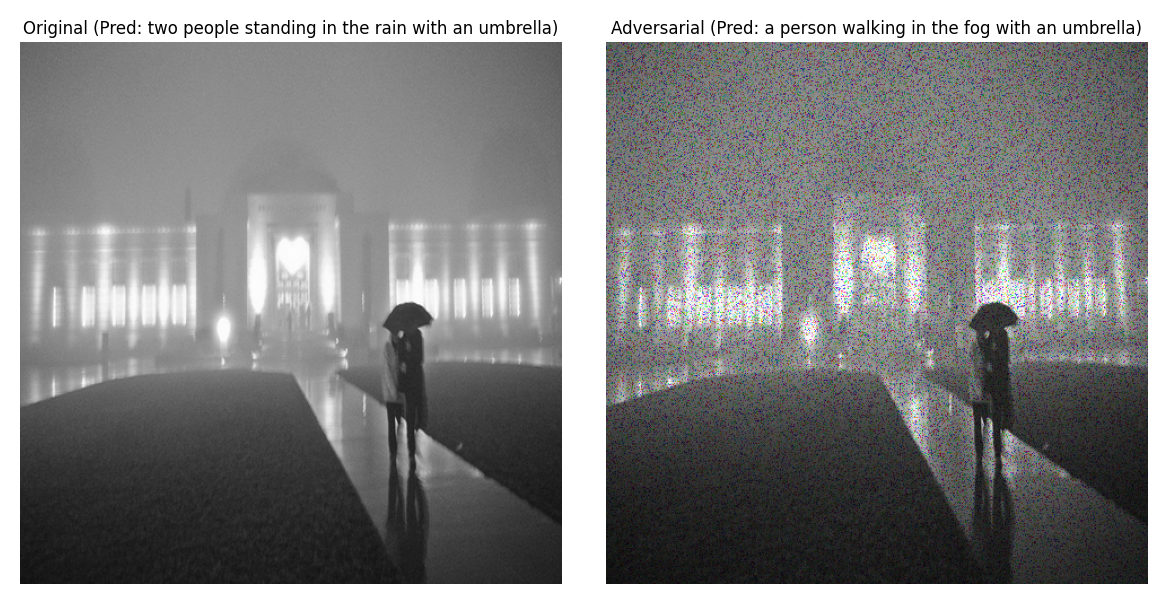 Original (Pred: two people standing in the rain with an umbrella)
Adversarial (Pred: a person walking in the fog with an umbrella)